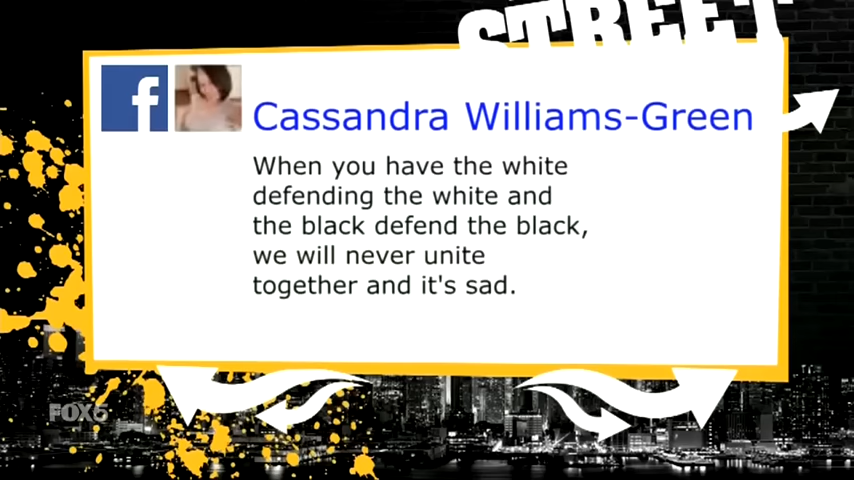 STREET
f
Cassandra Williams-Green
When you have the white
defending the white and
the black defend the black,
we will never unite
together and it's sad.
FOX5